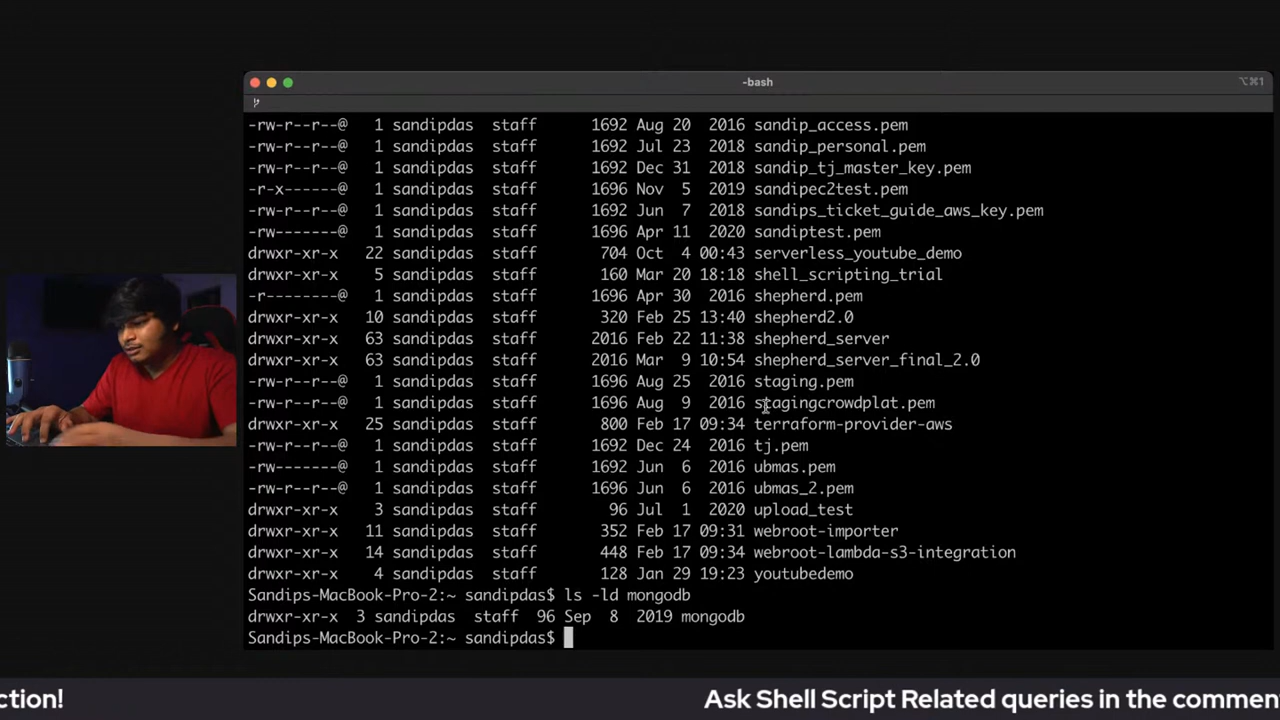 -bash
⌥⌘1
-rw-r--r--@ 1 sandipdas staff 1692 Aug 20 2016 sandip_access.pem
-rw-r--r--@ 1 sandipdas staff 1692 Jul 23 2018 sandip_personal.pem
-rw-r--r--@ 1 sandipdas staff 1692 Dec 31 2018 sandip_tj_master_key.pem
-r-x------@ 1 sandipdas staff 1696 Nov 5 2019 sandipec2test.pem
-rw-r--r--@ 1 sandipdas staff 1692 Jun 7 2018 sandips_ticket_guide_aws_key.pem
-rw-------@ 1 sandipdas staff 1696 Apr 11 2020 sandiptest.pem
drwxr-xr-x 22 sandipdas staff 704 Oct 4 00:43 serverless_youtube_demo
drwxr-xr-x 5 sandipdas staff 160 Mar 20 18:18 shell_scripting_trial
-r--------@ 1 sandipdas staff 1696 Apr 30 2016 shepherd.pem
drwxr-xr-x 10 sandipdas staff 320 Feb 25 13:40 shepherd2.0
drwxr-xr-x 63 sandipdas staff 2016 Feb 22 11:38 shepherd_server
drwxr-xr-x 63 sandipdas staff 2016 Mar 9 10:54 shepherd_server_final_2.0
-rw-r--r--@ 1 sandipdas staff 1696 Aug 25 2016 staging.pem
-rw-r--r--@ 1 sandipdas staff 1696 Aug 9 2016 stagingcrowdplat.pem
drwxr-xr-x 25 sandipdas staff 800 Feb 17 09:34 terraform-provider-aws
-rw-r--r--@ 1 sandipdas staff 1692 Dec 24 2016 tj.pem
-rw-------@ 1 sandipdas staff 1692 Jun 6 2016 ubmas.pem
-rw-r--r--@ 1 sandipdas staff 1696 Jun 6 2016 ubmas_2.pem
drwxr-xr-x 3 sandipdas staff 96 Jul 1 2020 upload_test
drwxr-xr-x 11 sandipdas staff 352 Feb 17 09:31 webroot-importer
drwxr-xr-x 14 sandipdas staff 448 Feb 17 09:34 webroot-lambda-s3-integration
drwxr-xr-x 4 sandipdas staff 128 Jan 29 19:23 youtubedemo
Sandips-MacBook-Pro-2:~ sandipdas$ ls -ld mongodb
drwxr-xr-x 3 sandipdas staff 96 Sep 8 2019 mongodb
Sandips-MacBook-Pro-2:~ sandipdas$
ction! Ask Shell Script Related queries in the commen